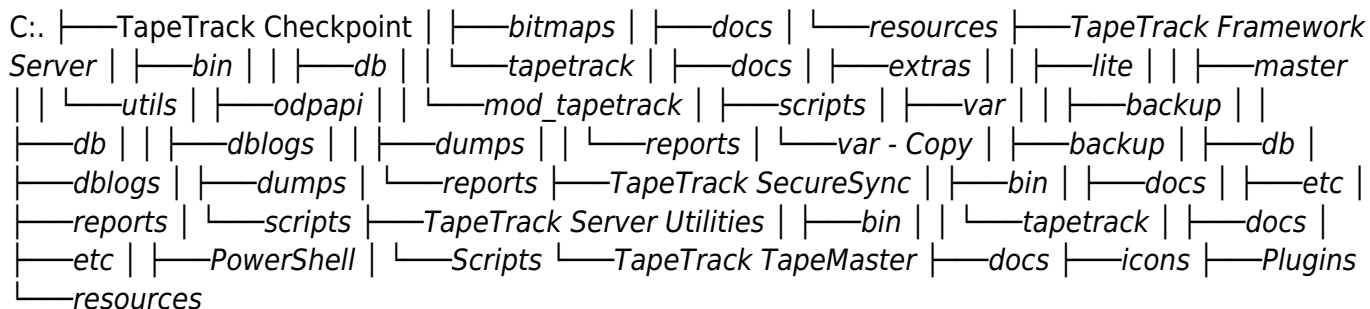 C:. ├──TapeTrack Checkpoint │ ├──bitmaps │ ├──docs │ └──resources ├──TapeTrack Framework
Server │ ├──bin │ │ ├──db │ │ └──tapetrack │ ├──docs │ ├──extras │ │ ├──lite │ │ ├──master
│ │ └──utils │ ├──odpapi │ │ └──mod_tapetrack │ ├──scripts │ ├──var │ │ ├──backup │ │
├──db │ │ ├──dblogs │ │ ├──dumps │ │ └──reports │ └──var - Copy │ ├──backup │ ├──db │
├──dblogs │ ├──dumps │ └──reports ├──TapeTrack SecureSync │ ├──bin │ ├──docs │ ├──etc │
├──reports │ └──scripts ├──TapeTrack Server Utilities │ ├──bin │ │ └──tapetrack │ ├──docs │
├──etc │ ├──PowerShell │ └──Scripts └──TapeTrack TapeMaster ├──docs ├──icons ├──Plugins
└──resources